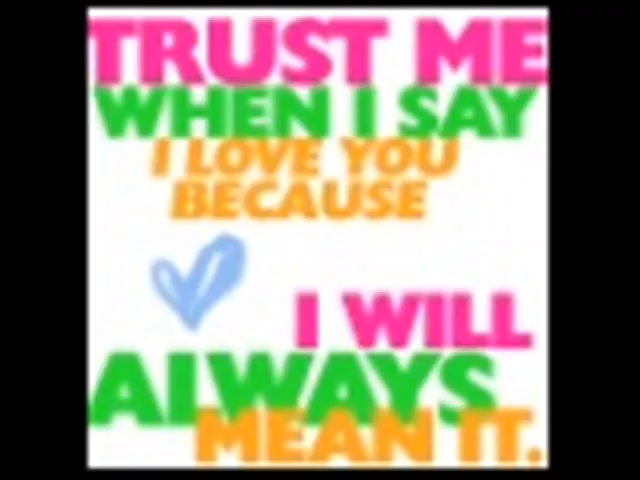 TRUST ME
WHEN I SAY
I LOVE YOU
BECAUSE
I WILL
ALWAYS
MEAN IT.